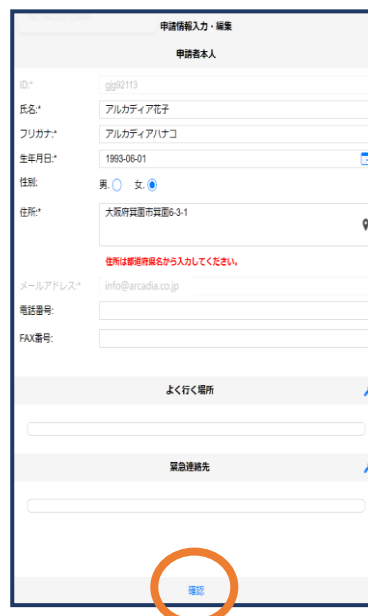 申請情報入力・編集
申請者本人
ID:* gjg92113
氏名:* アルカディア花子
フリガナ:* アルカディアハナコ
生年月日:* 1993-06-01
性別: 男. 女.
住所:* 大阪府箕面市箕面6-3-1
住所は都道府県名から入力してください。
メールアドレス:* info@arcadia.co.jp
電話番号:
FAX番号:
よく行く場所
緊急連絡先
確認